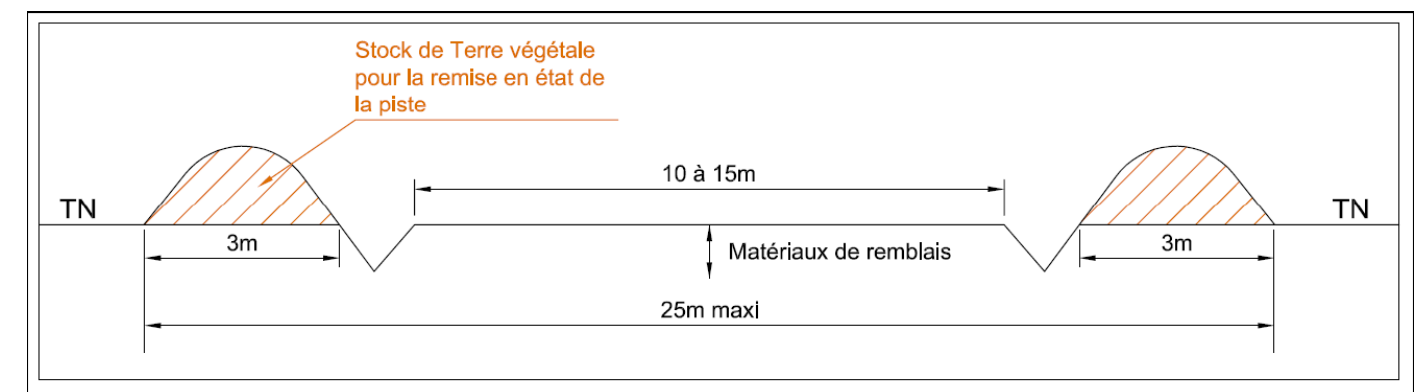 Stock de Terre végétale
pour la remise en état de
la piste
10 à 15m
TN
TN
3m
Matériaux de remblais
3m
25m maxi